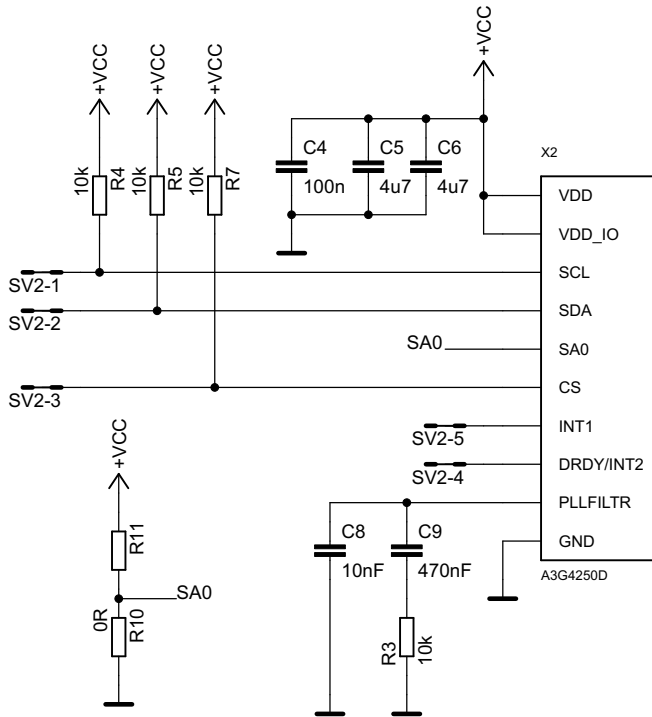 +VCC
+VCC
+VCC
+VCC
10k
R4
10k
R5
10k
R7
C4
100n
C5
4u7
C6
4u7
X2
VDD
VDD_IO
SCL
SDA
SA0
CS
INT1
DRDY/INT2
PLLFILTR
GND
A3G4250D
SV2-1
SV2-2
SA0
SV2-3
SV2-5
SV2-4
+VCC
R11
SA0
0R
R10
C8
10nF
C9
470nF
R3
10k